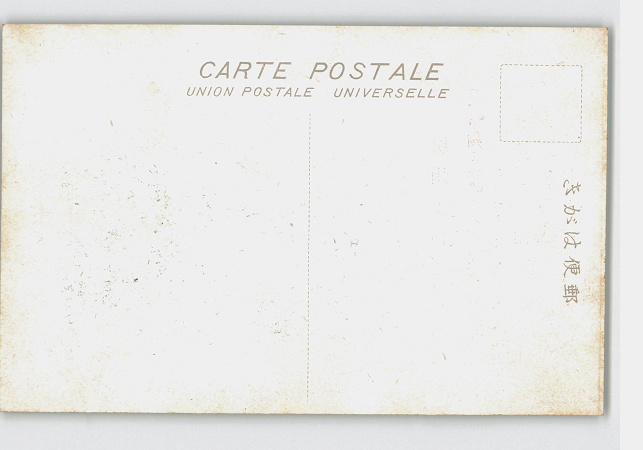 CARTE POSTALE
UNION POSTALE UNIVERSELLE
郵便はがき